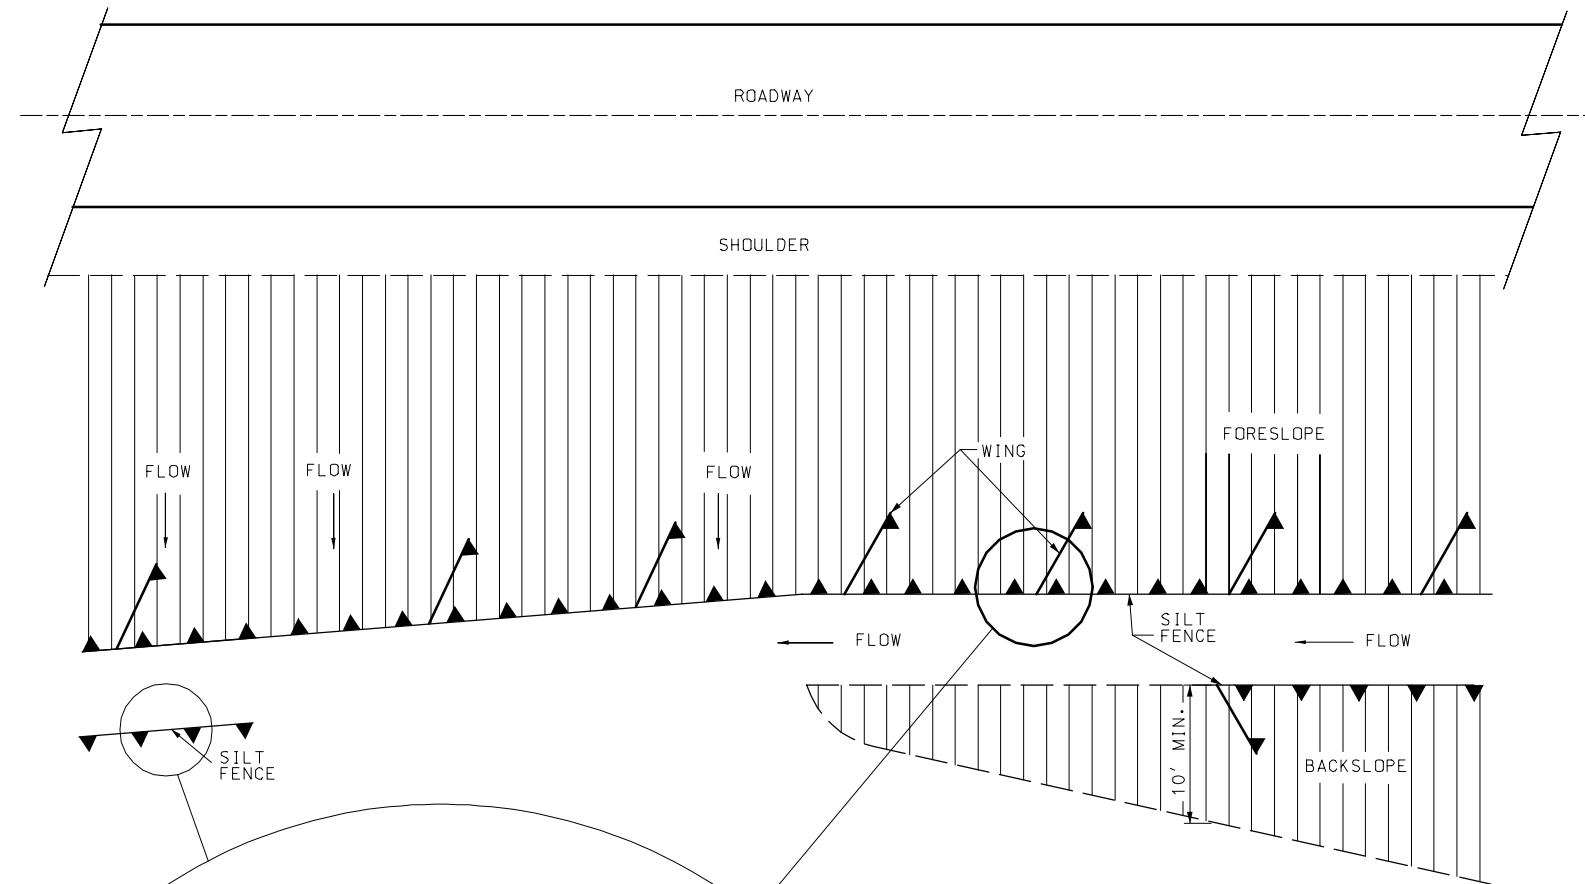 ROADWAY
SHOULDER
FORESLOPE
WING
FLOW
FLOW
FLOW
SILT
FENCE
FLOW
FLOW
10' MIN.
SILT
FENCE
BACKSLOPE